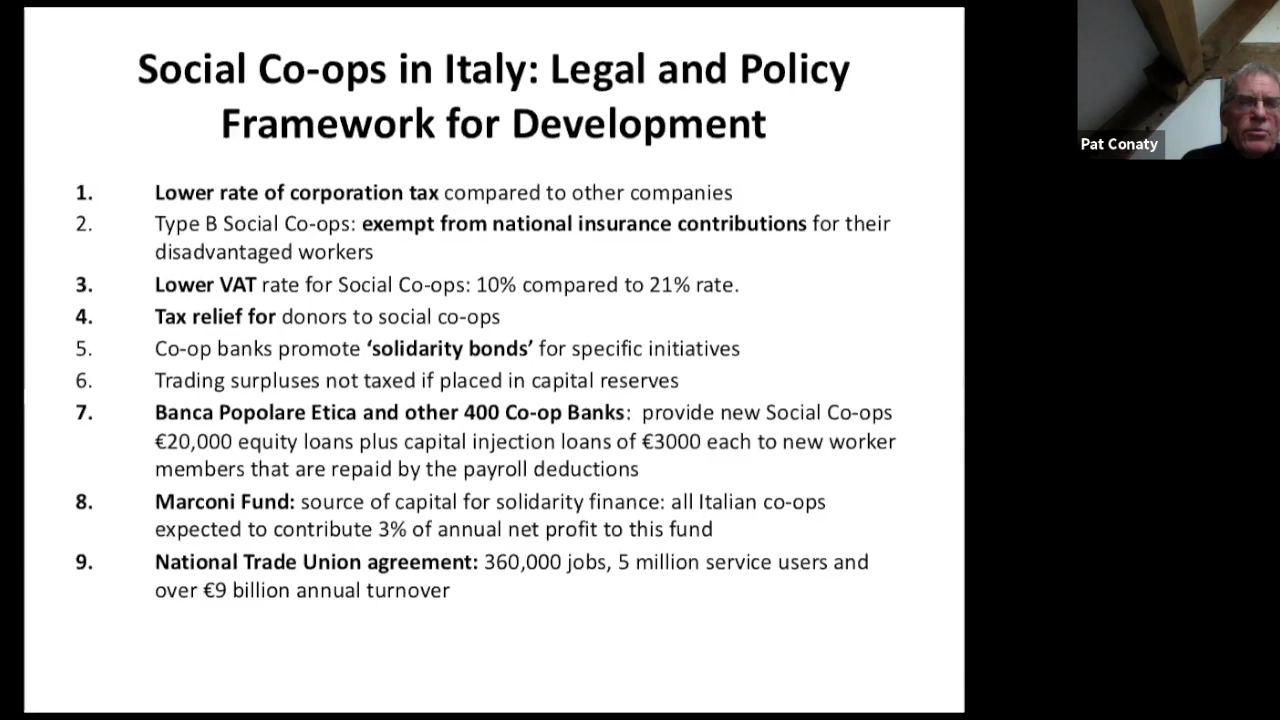 Social Co-ops in Italy: Legal and Policy
Framework for Development
1. Lower rate of corporation tax compared to other companies
2. Type B Social Co-ops: exempt from national insurance contributions for their
disadvantaged workers
3. Lower VAT rate for Social Co-ops: 10% compared to 21% rate.
4. Tax relief for donors to social co-ops
5. Co-op banks promote ‘solidarity bonds’ for specific initiatives
6. Trading surpluses not taxed if placed in capital reserves
7. Banca Popolare Etica and other 400 Co-op Banks: provide new Social Co-ops
€20,000 equity loans plus capital injection loans of €3000 each to new worker
members that are repaid by the payroll deductions
8. Marconi Fund: source of capital for solidarity finance: all Italian co-ops
expected to contribute 3% of annual net profit to this fund
9. National Trade Union agreement: 360,000 jobs, 5 million service users and
over €9 billion annual turnover
Pat Conaty